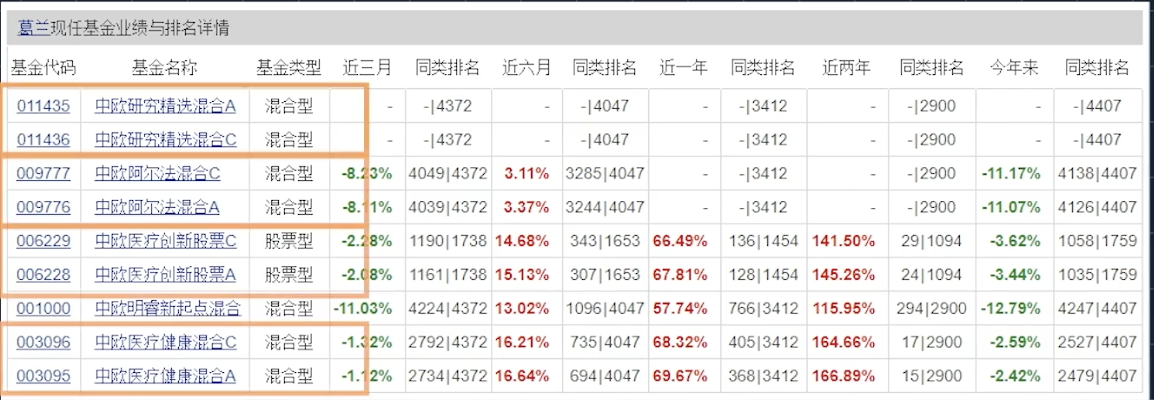 葛兰现任基金业绩与排名详情
基金代码 基金名称 基金类型 近三月 同类排名 近六月 同类排名 近一年 同类排名 近两年 同类排名 今年来 同类排名
011435 中欧研究精选混合A 混合型 - -|4372 - -|4047 - -|3412 - -|2900 - -|4407
011436 中欧研究精选混合C 混合型 - -|4372 - -|4047 - -|3412 - -|2900 - -|4407
009777 中欧阿尔法混合C 混合型 -8.23% 4049|4372 3.11% 3285|4047 - -|3412 - -|2900 -11.17% 4138|4407
009776 中欧阿尔法混合A 混合型 -8.11% 4039|4372 3.37% 3244|4047 - -|3412 - -|2900 -11.07% 4126|4407
006229 中欧医疗创新股票C 股票型 -2.28% 1190|1738 14.68% 343|1653 66.49% 136|1454 141.50% 29|1094 -3.62% 1058|1759
006228 中欧医疗创新股票A 股票型 -2.08% 1161|1738 15.13% 307|1653 67.81% 128|1454 145.26% 24|1094 -3.44% 1035|1759
001000 中欧明睿新起点混合 混合型 -11.03% 4224|4372 13.02% 1096|4047 57.74% 766|3412 115.95% 294|2900 -12.79% 4247|4407
003096 中欧医疗健康混合C 混合型 -1.32% 2792|4372 16.21% 735|4047 68.32% 405|3412 164.66% 17|2900 -2.59% 2527|4407
003095 中欧医疗健康混合A 混合型 -1.12% 2734|4372 16.64% 694|4047 69.67% 368|3412 166.89% 15|2900 -2.42% 2479|4407